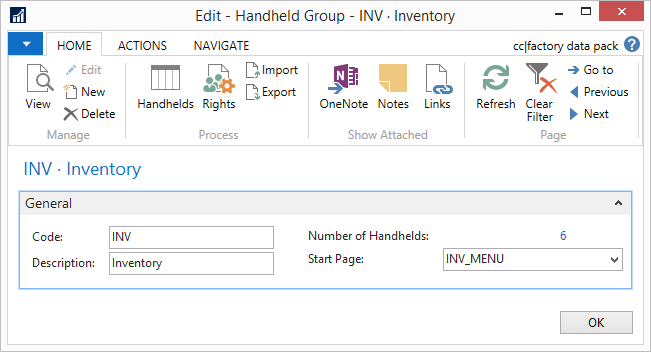 Edit - Handheld Group - INV · Inventory
HOME ACTIONS NAVIGATE cc|factory data pack ?
View Edit New Delete
Handhelds Rights Import Export
OneNote Notes Links
Refresh Clear Filter Go to Previous Next
Manage Process Show Attached Page
INV · Inventory
General
Code: INV Number of Handhelds: 6
Description: Inventory Start Page: INV_MENU
OK